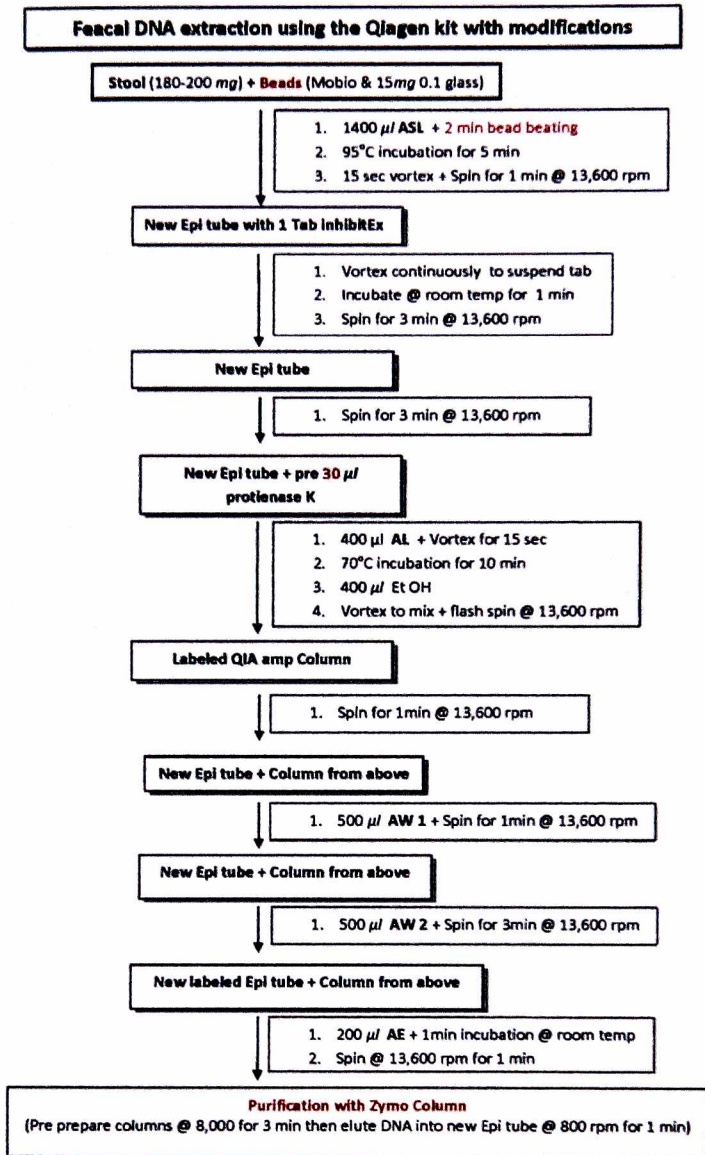 Feacal DNA extraction using the Qiagen kit with modifications
Stool (180-200 mg) + Beads (Mobio & 15mg 0.1 glass)
1. 1400 µl ASL + 2 min bead beating
2. 95°C incubation for 5 min
3. 15 sec vortex + Spin for 1 min @ 13,600 rpm
New Epi tube with 1 Tab InhibitEx
1. Vortex continuously to suspend tab
2. Incubate @ room temp for 1 min
3. Spin for 3 min @ 13,600 rpm
New Epi tube
1. Spin for 3 min @ 13,600 rpm
New Epi tube + pre 30 µl
protienase K
1. 400 µl AL + Vortex for 15 sec
2. 70°C incubation for 10 min
3. 400 µl Et OH
4. Vortex to mix + flash spin @ 13,600 rpm
Labeled QIA amp Column
1. Spin for 1min @ 13,600 rpm
New Epi tube + Column from above
1. 500 µl AW 1 + Spin for 1min @ 13,600 rpm
New Epi tube + Column from above
1. 500 µl AW 2 + Spin for 3min @ 13,600 rpm
New labeled Epi tube + Column from above
1. 200 µl AE + 1min incubation @ room temp
2. Spin @ 13,600 rpm for 1 min
Purification with Zymo Column
(Pre prepare columns @ 8,000 for 3 min then elute DNA into new Epi tube @ 800 rpm for 1 min)